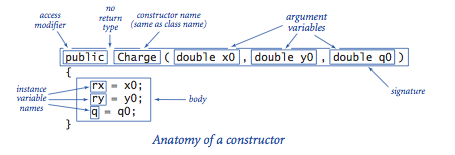 access modifier
no return type
constructor name (same as class name)
argument variables
public Charge ( double x0 , double y0 , double q0 )
signature
{
instance variable names
rx = x0;
ry = y0;
q = q0;
body
}
Anatomy of a constructor